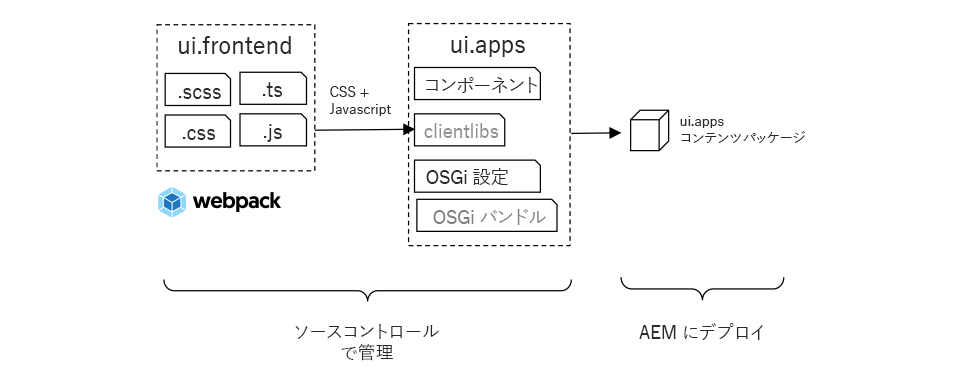 ui.frontend
.scss
.ts
.css
.js
webpack
CSS +
Javascript
ui.apps
コンポーネント
clientlibs
OSGi 設定
OSGi バンドル
ui.apps
コンテンツパッケージ
ソースコントロール
で管理
AEM にデプロイ